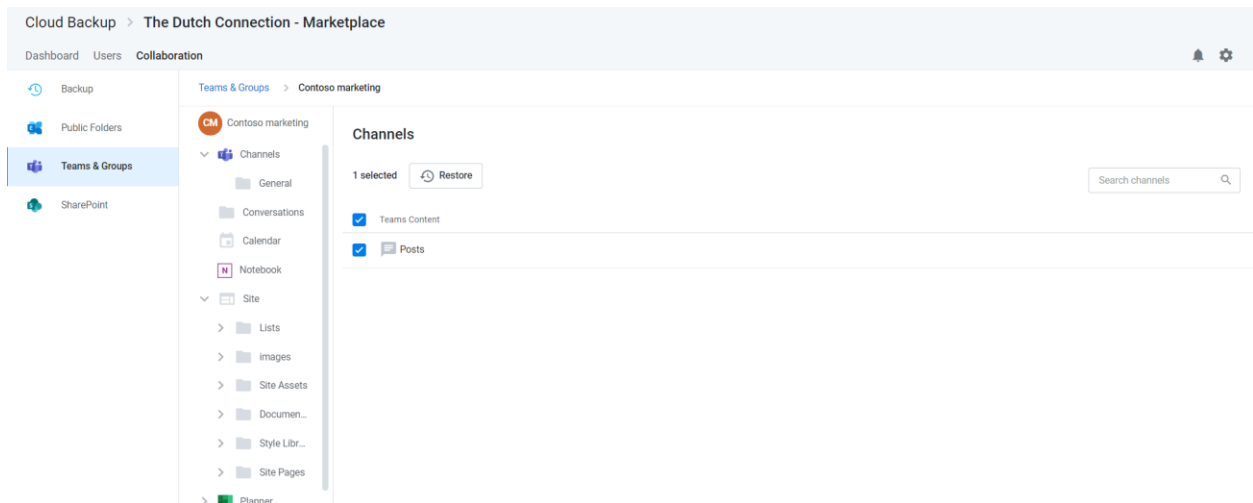 Cloud Backup > The Dutch Connection - Marketplace
Dashboard Users Collaboration
Backup
Public Folders
Teams & Groups
SharePoint
Teams & Groups > Contoso marketing
CM Contoso marketing
Channels
General
Conversations
Calendar
N Notebook
Site
Lists
images
Site Assets
Documen...
Style Libr...
Site Pages
Planner
Channels
1 selected Restore
Search channels
Teams Content
Posts